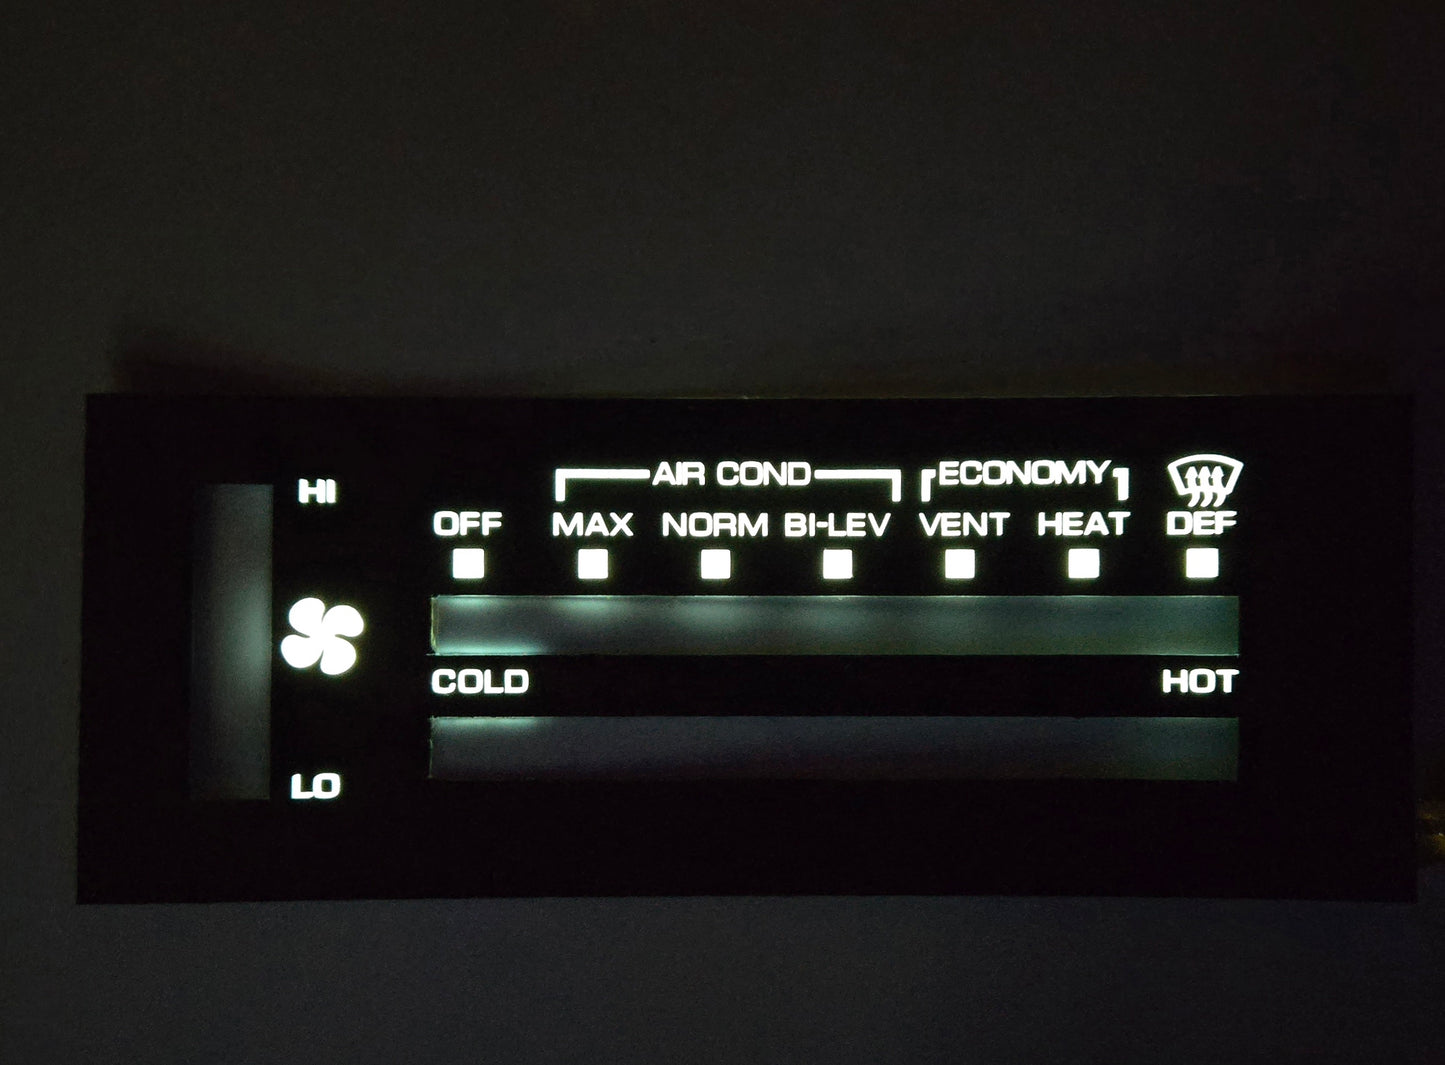 HI
AIR COND ECONOMY
OFF MAX NORM BI-LEV VENT HEAT DEF
COLD HOT
LO